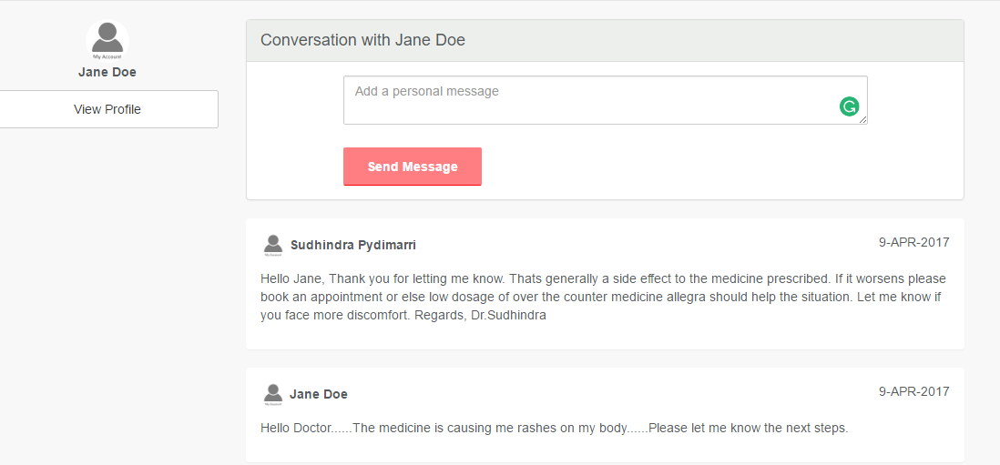 My Account
Jane Doe
View Profile
Conversation with Jane Doe
Add a personal message
Send Message
Sudhindra Pydimarri
9-APR-2017
Hello Jane, Thank you for letting me know. Thats generally a side effect to the medicine prescribed. If it worsens please
book an appointment or else low dosage of over the counter medicine allegra should help the situation. Let me know if
you face more discomfort. Regards, Dr.Sudhindra
Jane Doe
9-APR-2017
Hello Doctor......The medicine is causing me rashes on my body......Please let me know the next steps.